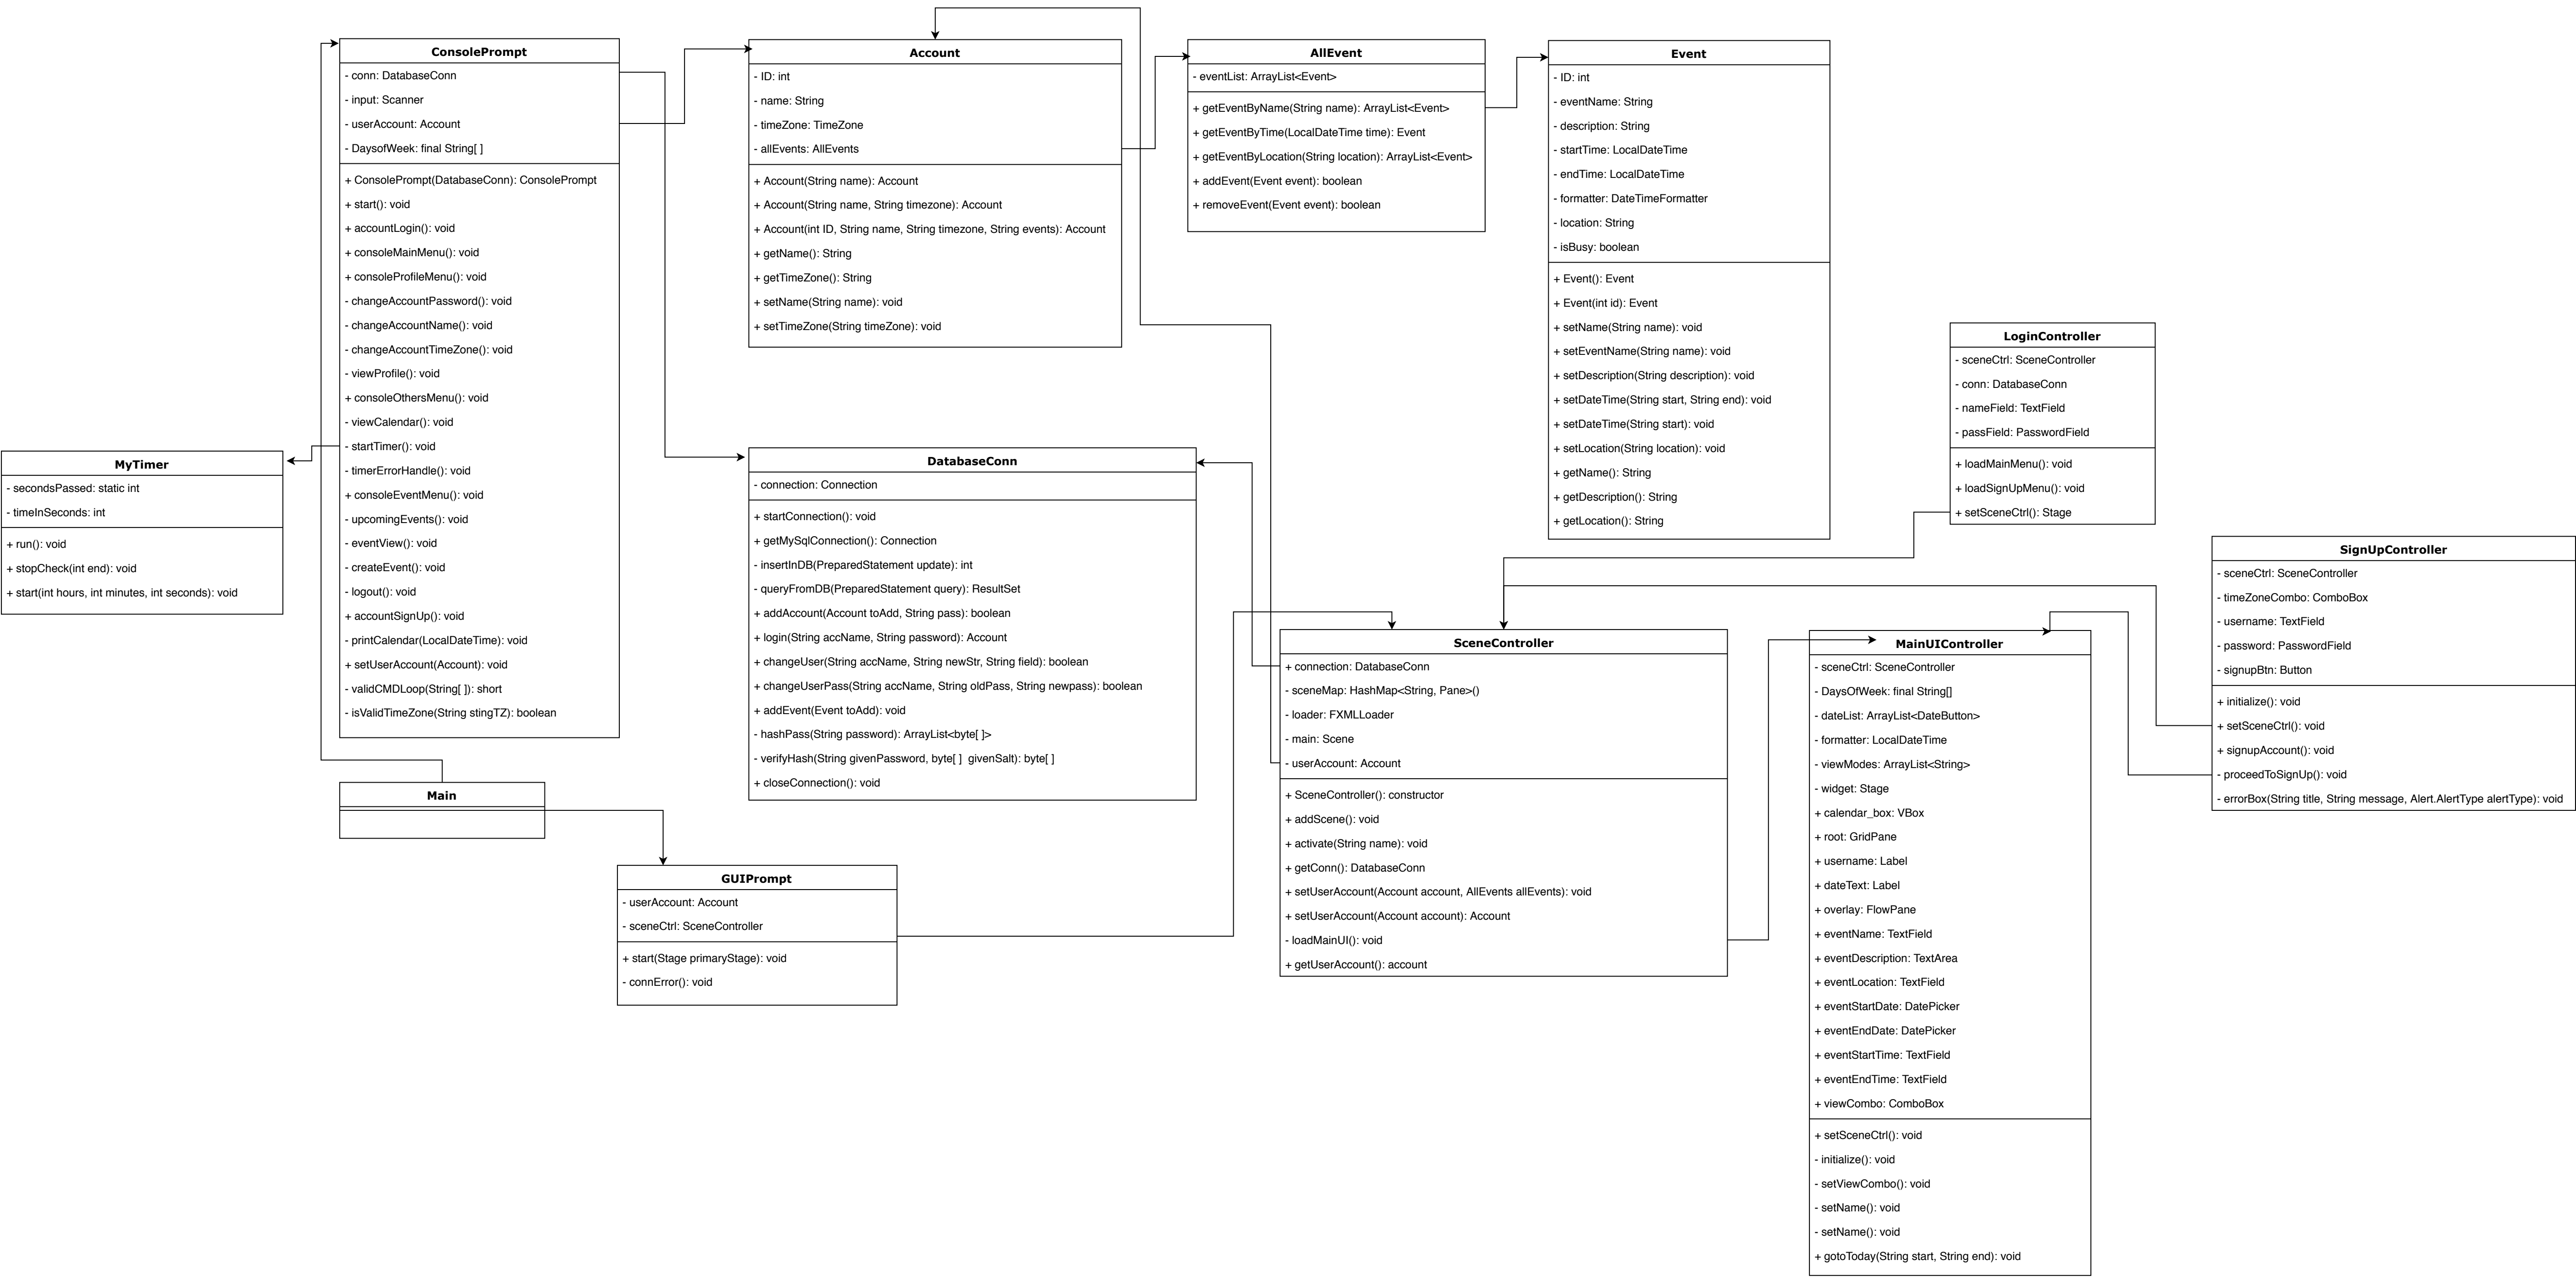 ConsolePrompt
- conn: DatabaseConn
- input: Scanner
- userAccount: Account
- DaysofWeek: final String[ ]
+ ConsolePrompt(DatabaseConn): ConsolePrompt
+ start(): void
+ accountLogin(): void
+ consoleMainMenu(): void
+ consoleProfileMenu(): void
- changeAccountPassword(): void
- changeAccountName(): void
- changeAccountTimeZone(): void
- viewProfile(): void
+ consoleOthersMenu(): void
- viewCalendar(): void
- startTimer(): void
- timerErrorHandle(): void
+ consoleEventMenu(): void
- upcomingEvents(): void
- eventView(): void
- createEvent(): void
- logout(): void
+ accountSignUp(): void
- printCalendar(LocalDateTime): void
+ setUserAccount(Account): void
- validCMDLoop(String[ ]): short
- isValidTimeZone(String stingTZ): boolean
Account
- ID: int
- name: String
- timeZone: TimeZone
- allEvents: AllEvents
+ Account(String name): Account
+ Account(String name, String timezone): Account
+ Account(int ID, String name, String timezone, String events): Account
+ getName(): String
+ getTimeZone(): String
+ setName(String name): void
+ setTimeZone(String timeZone): void
AllEvent
- eventList: ArrayList<Event>
+ getEventByName(String name): ArrayList<Event>
+ getEventByTime(LocalDateTime time): Event
+ getEventByLocation(String location): ArrayList<Event>
+ addEvent(Event event): boolean
+ removeEvent(Event event): boolean
Event
- ID: int
- eventName: String
- description: String
- startTime: LocalDateTime
- endTime: LocalDateTime
- formatter: DateTimeFormatter
- location: String
- isBusy: boolean
+ Event(): Event
+ Event(int id): Event
+ setName(String name): void
+ setEventName(String name): void
+ setDescription(String description): void
+ setDateTime(String start, String end): void
+ setDateTime(String start): void
+ setLocation(String location): void
+ getName(): String
+ getDescription(): String
+ getLocation(): String
LoginController
- sceneCtrl: SceneController
- conn: DatabaseConn
- nameField: TextField
- passField: PasswordField
+ loadMainMenu(): void
+ loadSignUpMenu(): void
+ setSceneCtrl(): Stage
MyTimer
- secondsPassed: static int
- timeInSeconds: int
+ run(): void
+ stopCheck(int end): void
+ start(int hours, int minutes, int seconds): void
DatabaseConn
- connection: Connection
+ startConnection(): void
+ getMySqlConnection(): Connection
- insertInDB(PreparedStatement update): int
- queryFromDB(PreparedStatement query): ResultSet
+ addAccount(Account toAdd, String pass): boolean
+ login(String accName, String password): Account
+ changeUser(String accName, String newStr, String field): boolean
+ changeUserPass(String accName, String oldPass, String newpass): boolean
+ addEvent(Event toAdd): void
- hashPass(String password): ArrayList<byte[ ]>
- verifyHash(String givenPassword, byte[ ]  givenSalt): byte[ ]
+ closeConnection(): void
SignUpController
- sceneCtrl: SceneController
- timeZoneCombo: ComboBox
- username: TextField
- password: PasswordField
- signupBtn: Button
+ initialize(): void
+ setSceneCtrl(): void
+ signupAccount(): void
- proceedToSignUp(): void
- errorBox(String title, String message, Alert.AlertType alertType): void
SceneController
+ connection: DatabaseConn
- sceneMap: HashMap<String, Pane>()
- loader: FXMLLoader
- main: Scene
- userAccount: Account
+ SceneController(): constructor
+ addScene(): void
+ activate(String name): void
+ getConn(): DatabaseConn
+ setUserAccount(Account account, AllEvents allEvents): void
+ setUserAccount(Account account): Account
- loadMainUI(): void
+ getUserAccount(): account
MainUIController
- sceneCtrl: SceneController
- DaysOfWeek: final String[]
- dateList: ArrayList<DateButton>
- formatter: LocalDateTime
- viewModes: ArrayList<String>
- widget: Stage
+ calendar_box: VBox
+ root: GridPane
+ username: Label
+ dateText: Label
+ overlay: FlowPane
+ eventName: TextField
+ eventDescription: TextArea
+ eventLocation: TextField
+ eventStartDate: DatePicker
+ eventEndDate: DatePicker
+ eventStartTime: TextField
+ eventEndTime: TextField
+ viewCombo: ComboBox
+ setSceneCtrl(): void
- initialize(): void
- setViewCombo(): void
- setName(): void
- setName(): void
+ gotoToday(String start, String end): void
Main
GUIPrompt
- userAccount: Account
- sceneCtrl: SceneController
+ start(Stage primaryStage): void
- connError(): void